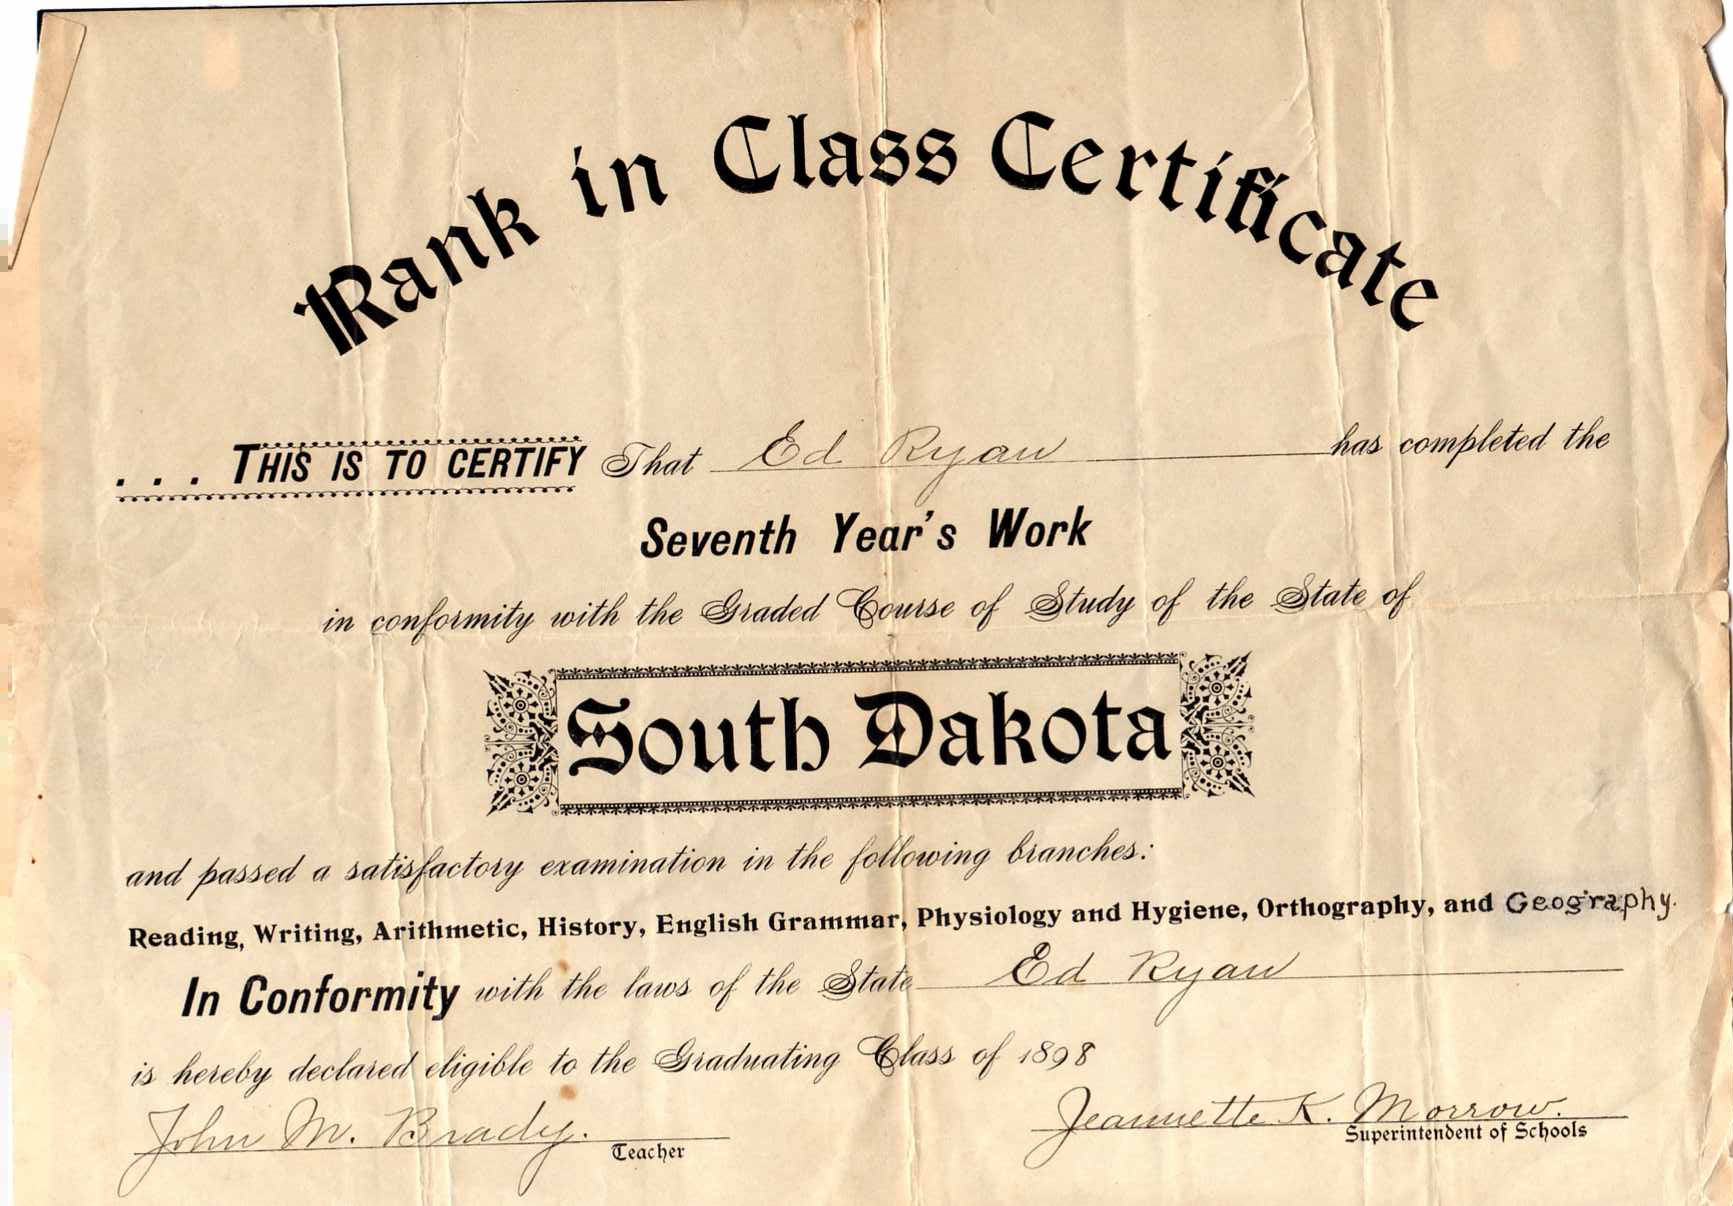 Rank in Class Certificate
. . . THIS IS TO CERTIFY That Ed Ryan has completed the
Seventh Year's Work
in conformity with the Graded Course of Study of the State of
South Dakota
and passed a satisfactory examination in the following branches:
Reading, Writing, Arithmetic, History, English Grammar, Physiology and Hygiene, Orthography, and Geography.
In Conformity with the laws of the State Ed Ryan
is hereby declared eligible to the Graduating Class of 1898
John M. Brady. Jeannette K. Morrow.
Teacher Superintendent of Schools